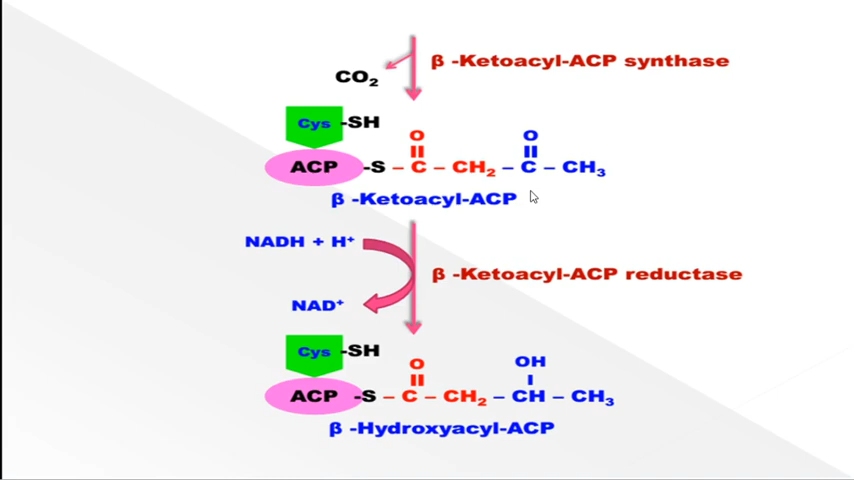 β -Ketoacyl-ACP synthase
CO₂
Cys -SH
O O
ACP -S – C – CH₂ – C – CH₃
β -Ketoacyl-ACP
NADH + H⁺
β -Ketoacyl-ACP reductase
NAD⁺
Cys -SH
O OH
ACP -S – C – CH₂ – CH – CH₃
β -Hydroxyacyl-ACP